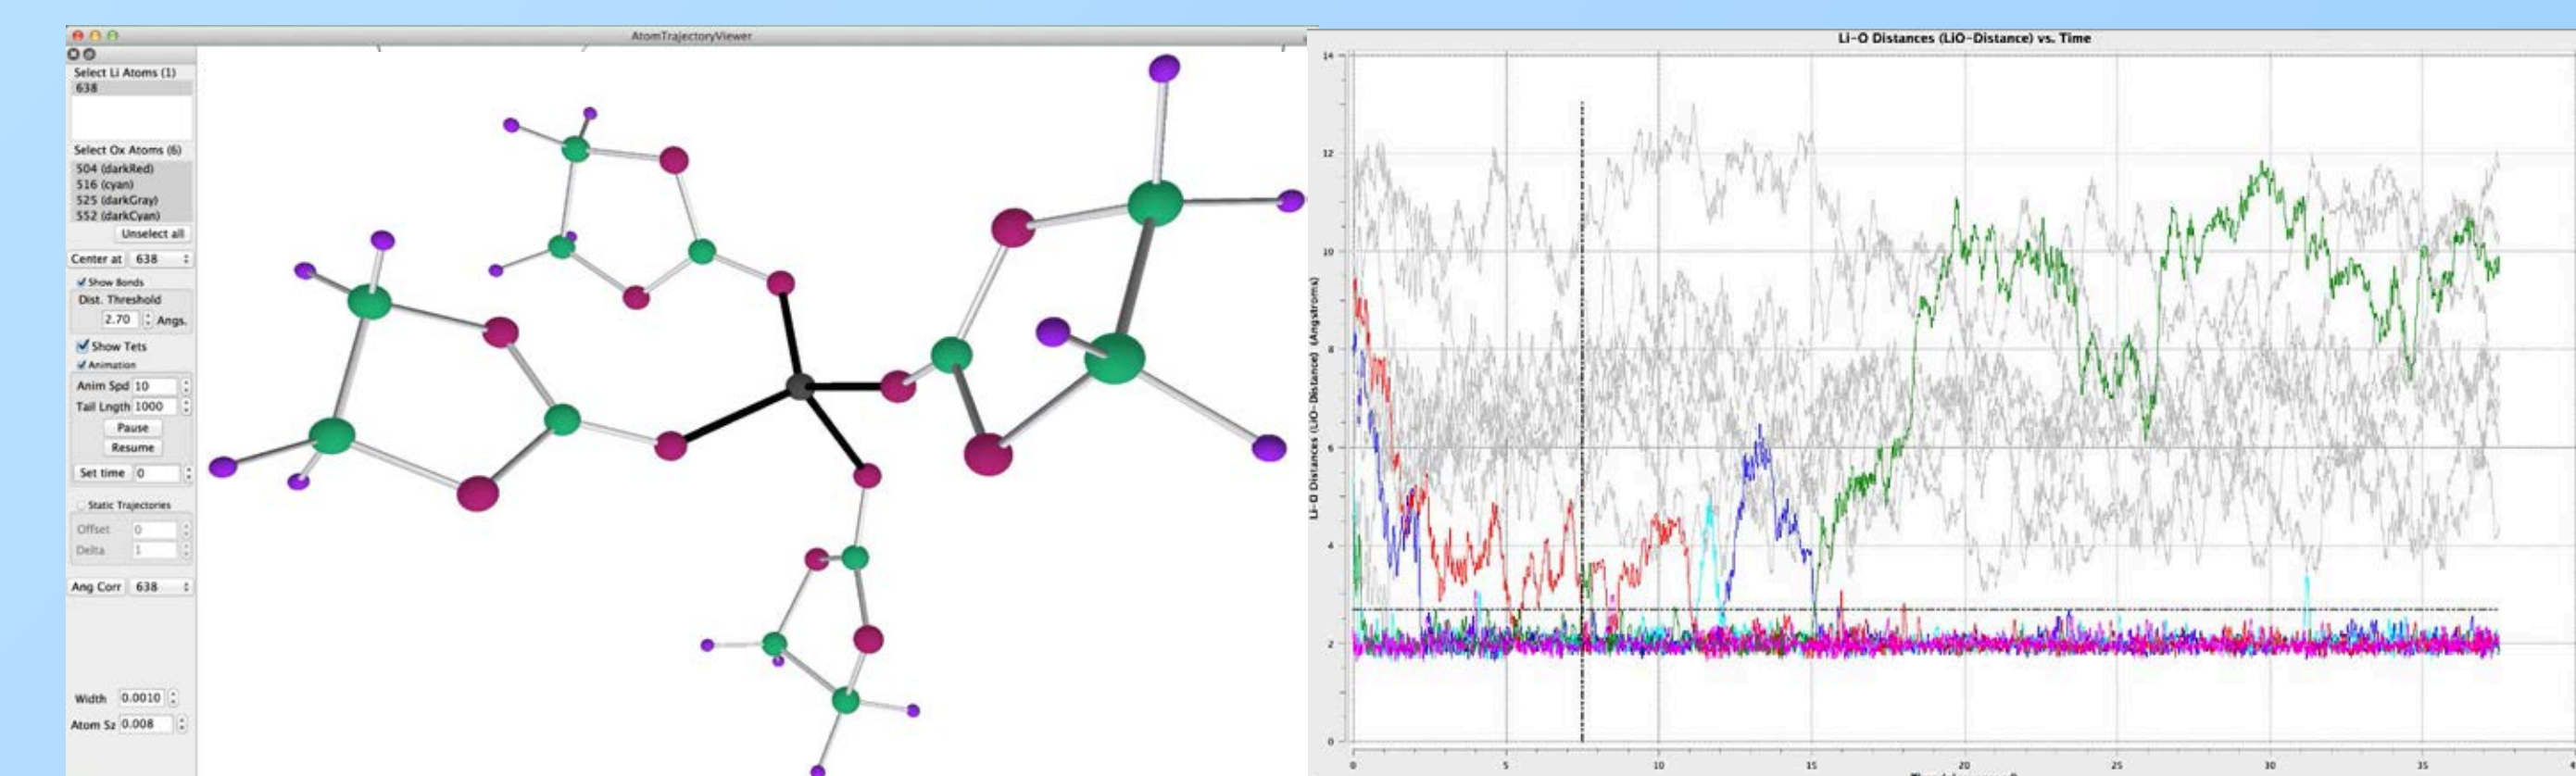 AtomTrajectoryViewer
Select Li Atoms (1)
638
Select Ox Atoms (6)
504 (darkRed)
516 (cyan)
525 (darkGray)
552 (darkCyan)
Unselect all
Center at 638
Show Bonds
Dist. Threshold
2.70 Angs.
Show Tets
Animation
Anim Spd 10
Tail Lngth 1000
Pause
Resume
Set time 0
Static Trajectories
Offset 0
Delta 1
Ang Corr 638
Width 0.0010
Atom Sz 0.008
Li-O Distances (LiO-Distance) vs. Time
Li-O Distances (LiO-Distance) (Angstroms)
14
12
10
8
6
4
2
0
0 5 10 15 20 25 30 35